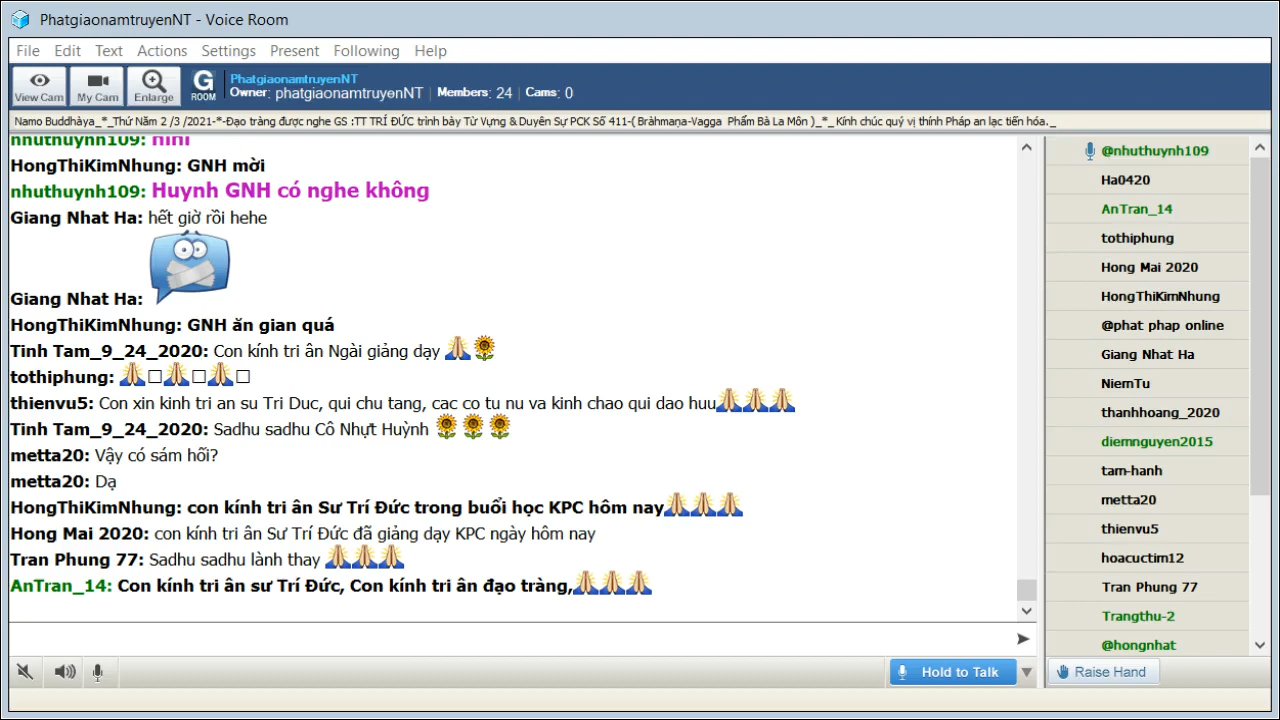 PhatgiaonamtruyenNT - Voice Room
File Edit Text Actions Settings Present Following Help
View Cam My Cam Enlarge G ROOM
PhatgiaonamtruyenNT
Owner: phatgiaonamtruyenNT | Members: 24 | Cams: 0
Namo Buddhàya_*_Thứ Năm 2 /3 /2021-*-Đạo tràng được nghe GS :TT TRÍ ĐỨC trình bày Từ Vựng & Duyên Sự PCK Số 411-( Bràhmaṇa-Vagga Phẩm Bà La Môn )_*_ Kính chúc quý vị thính Pháp an lạc tiến hóa._
nhuthuynh109: hihi
HongThiKimNhung: GNH mời
nhuthuynh109: Huynh GNH có nghe không
Giang Nhat Ha: hết giờ rồi hehe
Giang Nhat Ha:
HongThiKimNhung: GNH ăn gian quá
Tinh Tam_9_24_2020: Con kính tri ân Ngài giảng dạy 🙏🌻
tothiphung: 🙏□🙏□🙏□
thienvu5: Con xin kinh tri an su Tri Duc, qui chu tang, cac co tu nu va kinh chao qui dao huu🙏🙏🙏
Tinh Tam_9_24_2020: Sadhu sadhu Cô Nhựt Huỳnh 🌻🌻🌻
metta20: Vậy có sám hối?
metta20: Dạ
HongThiKimNhung: con kính tri ân Sư Trí Đức trong buổi học KPC hôm nay🙏🙏🙏
Hong Mai 2020: con kính tri ân Sư Trí Đức đã giảng dạy KPC ngày hôm nay
Tran Phung 77: Sadhu sadhu lành thay 🙏🙏🙏
AnTran_14: Con kính tri ân sư Trí Đức, Con kính tri ân đạo tràng,🙏🙏🙏
@nhuthuynh109
Ha0420
AnTran_14
tothiphung
Hong Mai 2020
HongThiKimNhung
@phat phap online
Giang Nhat Ha
NiemTu
thanhhoang_2020
diemnguyen2015
tam-hanh
metta20
thienvu5
hoacuctim12
Tran Phung 77
Trangthu-2
@hongnhat
Hold to Talk
Raise Hand